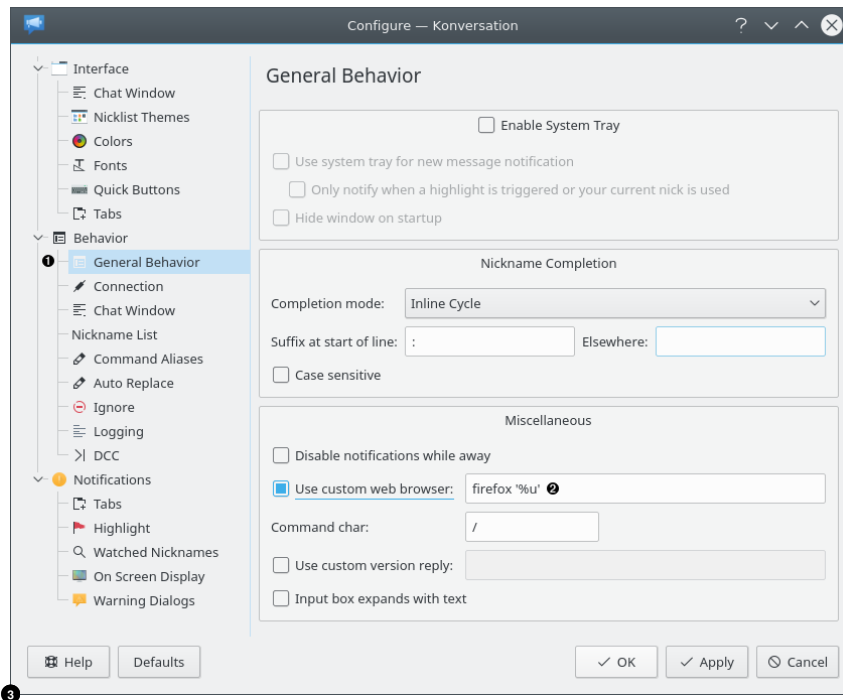 Configure — Konversation
Interface
Chat Window
Nicklist Themes
Colors
Fonts
Quick Buttons
Tabs
Behavior
❶ General Behavior
Connection
Chat Window
Nickname List
Command Aliases
Auto Replace
Ignore
Logging
DCC
Notifications
Tabs
Highlight
Watched Nicknames
On Screen Display
Warning Dialogs
General Behavior
Enable System Tray
Use system tray for new message notification
Only notify when a highlight is triggered or your current nick is used
Hide window on startup
Nickname Completion
Completion mode: Inline Cycle
Suffix at start of line: : Elsewhere:
Case sensitive
Miscellaneous
Disable notifications while away
Use custom web browser: firefox '%u' ❷
Command char: /
Use custom version reply:
Input box expands with text
Help Defaults OK Apply Cancel
❸